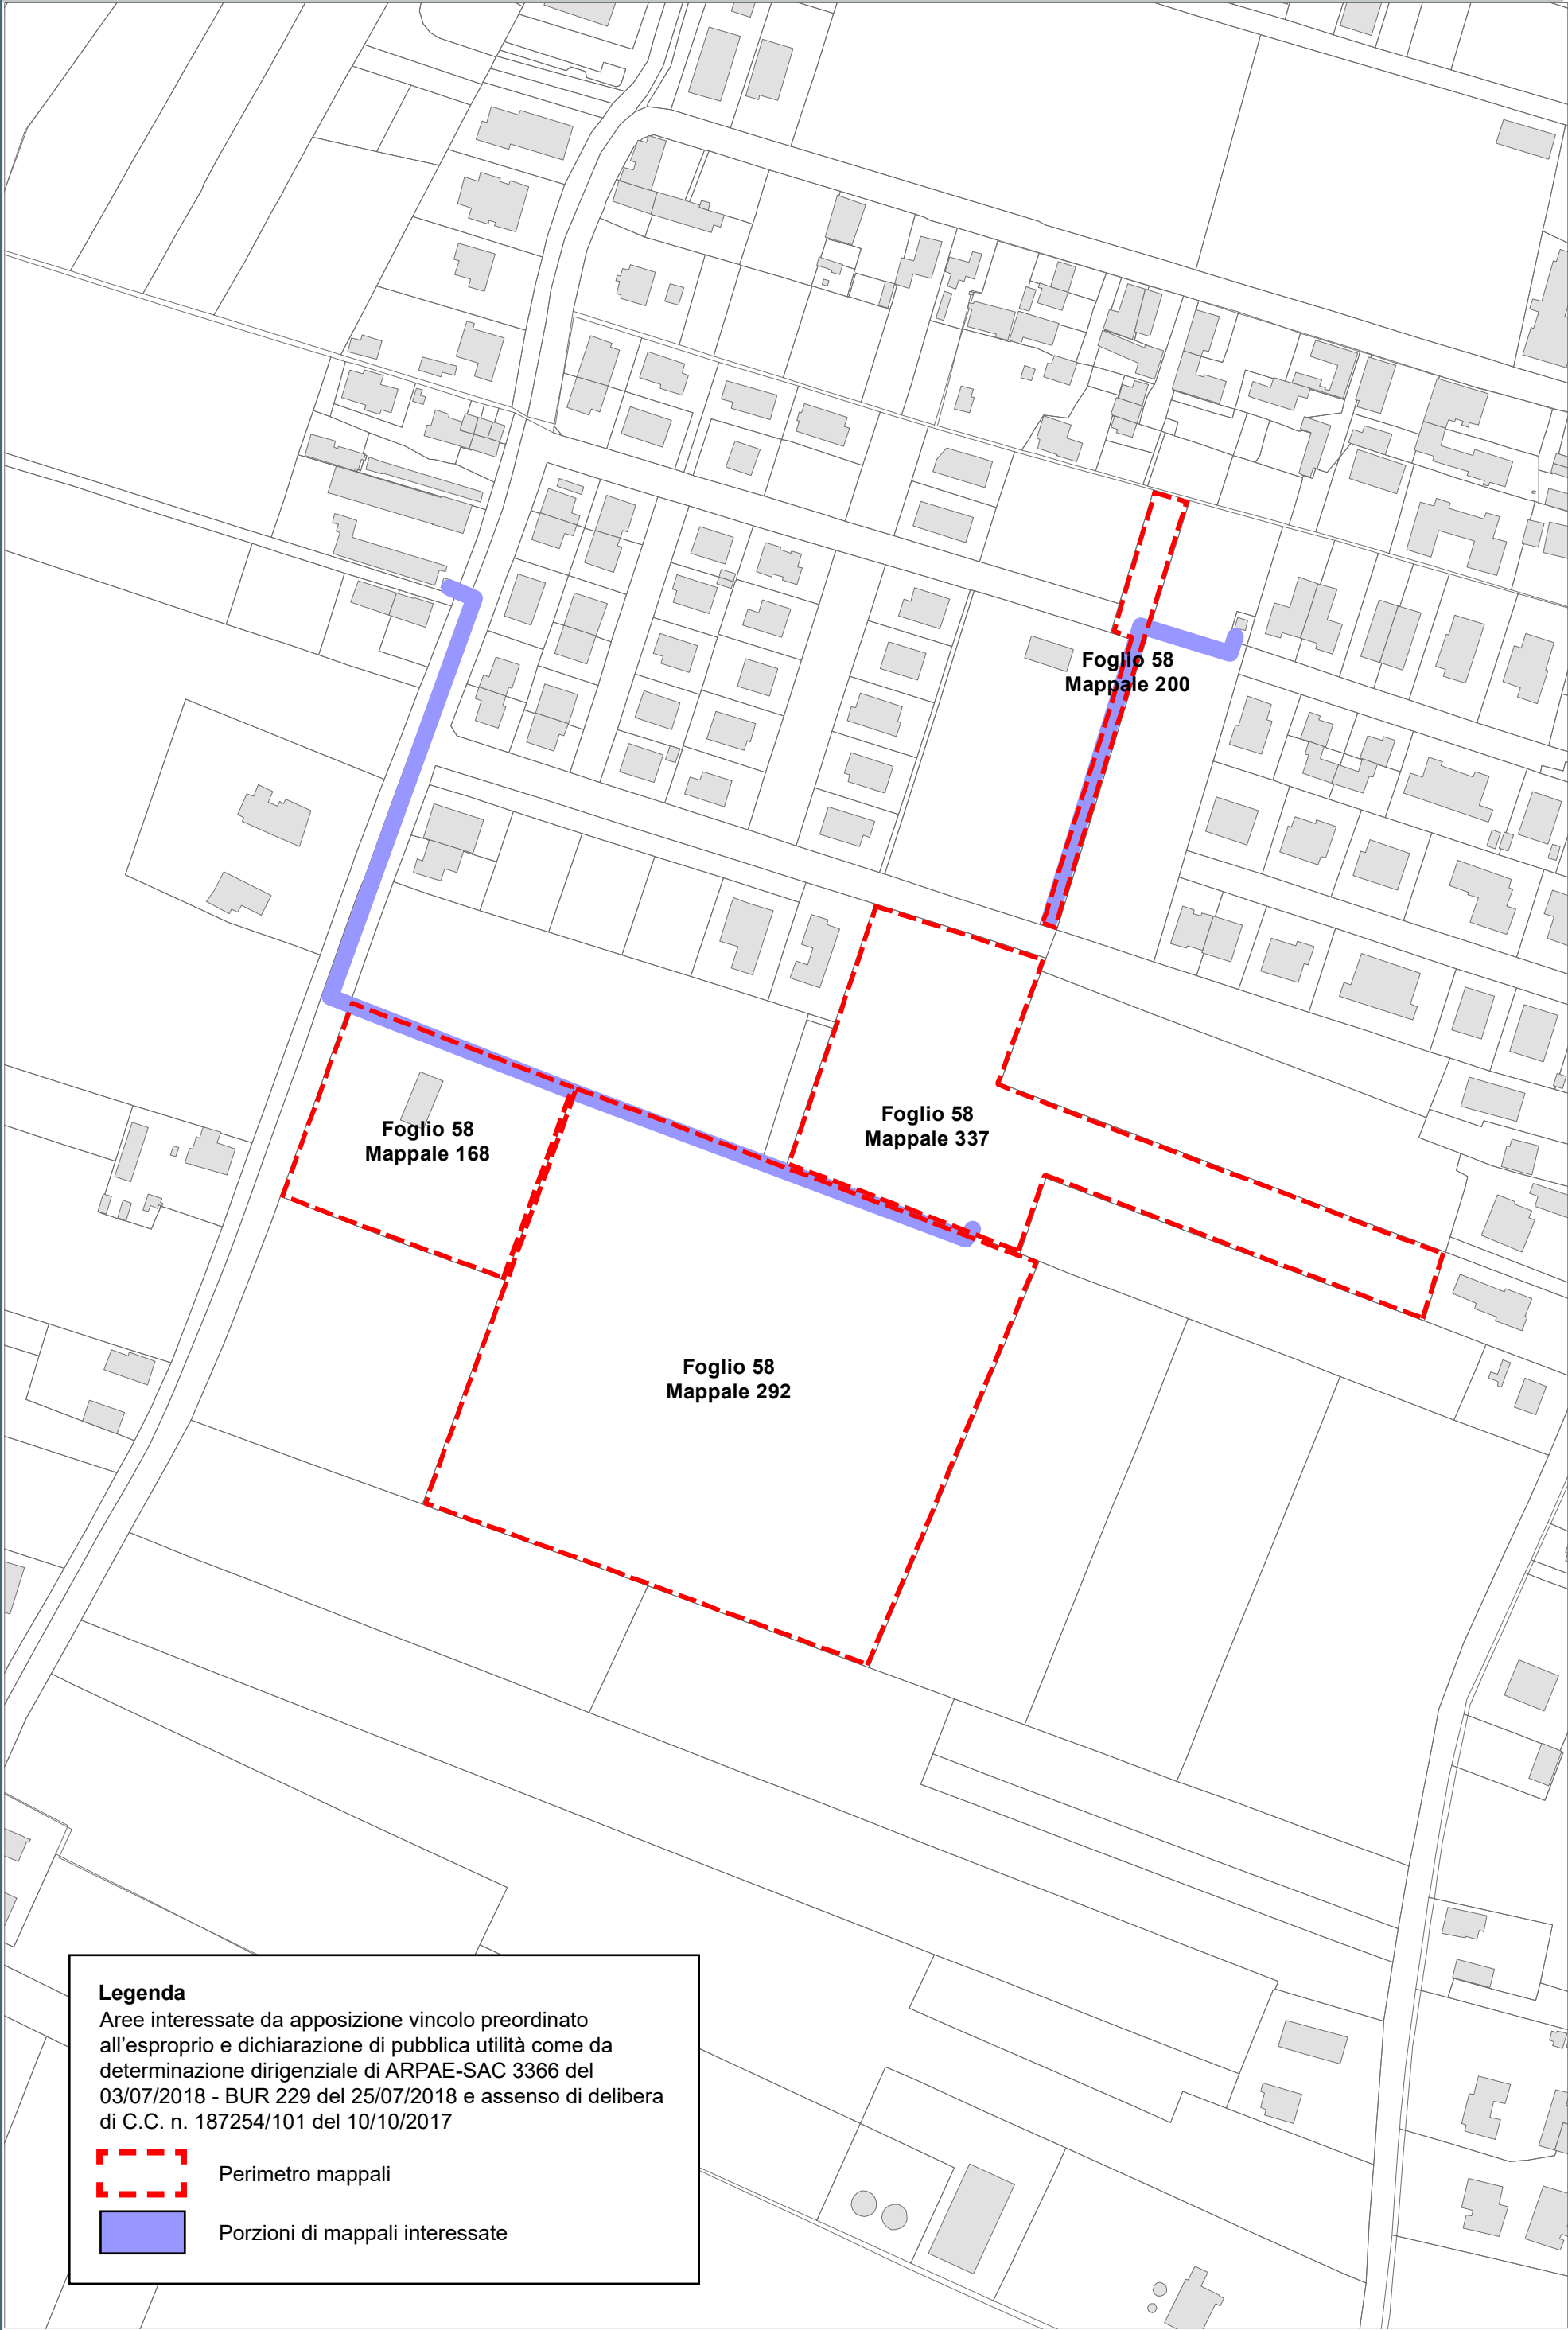 Foglio 58
Mappale 200
Foglio 58
Mappale 337
Foglio 58
Mappale 168
Foglio 58
Mappale 292
Legenda
Aree interessate da apposizione vincolo preordinato
all’esproprio e dichiarazione di pubblica utilità come da
determinazione dirigenziale di ARPAE-SAC 3366 del
03/07/2018 - BUR 229 del 25/07/2018 e assenso di delibera
di C.C. n. 187254/101 del 10/10/2017
Perimetro mappali
Porzioni di mappali interessate